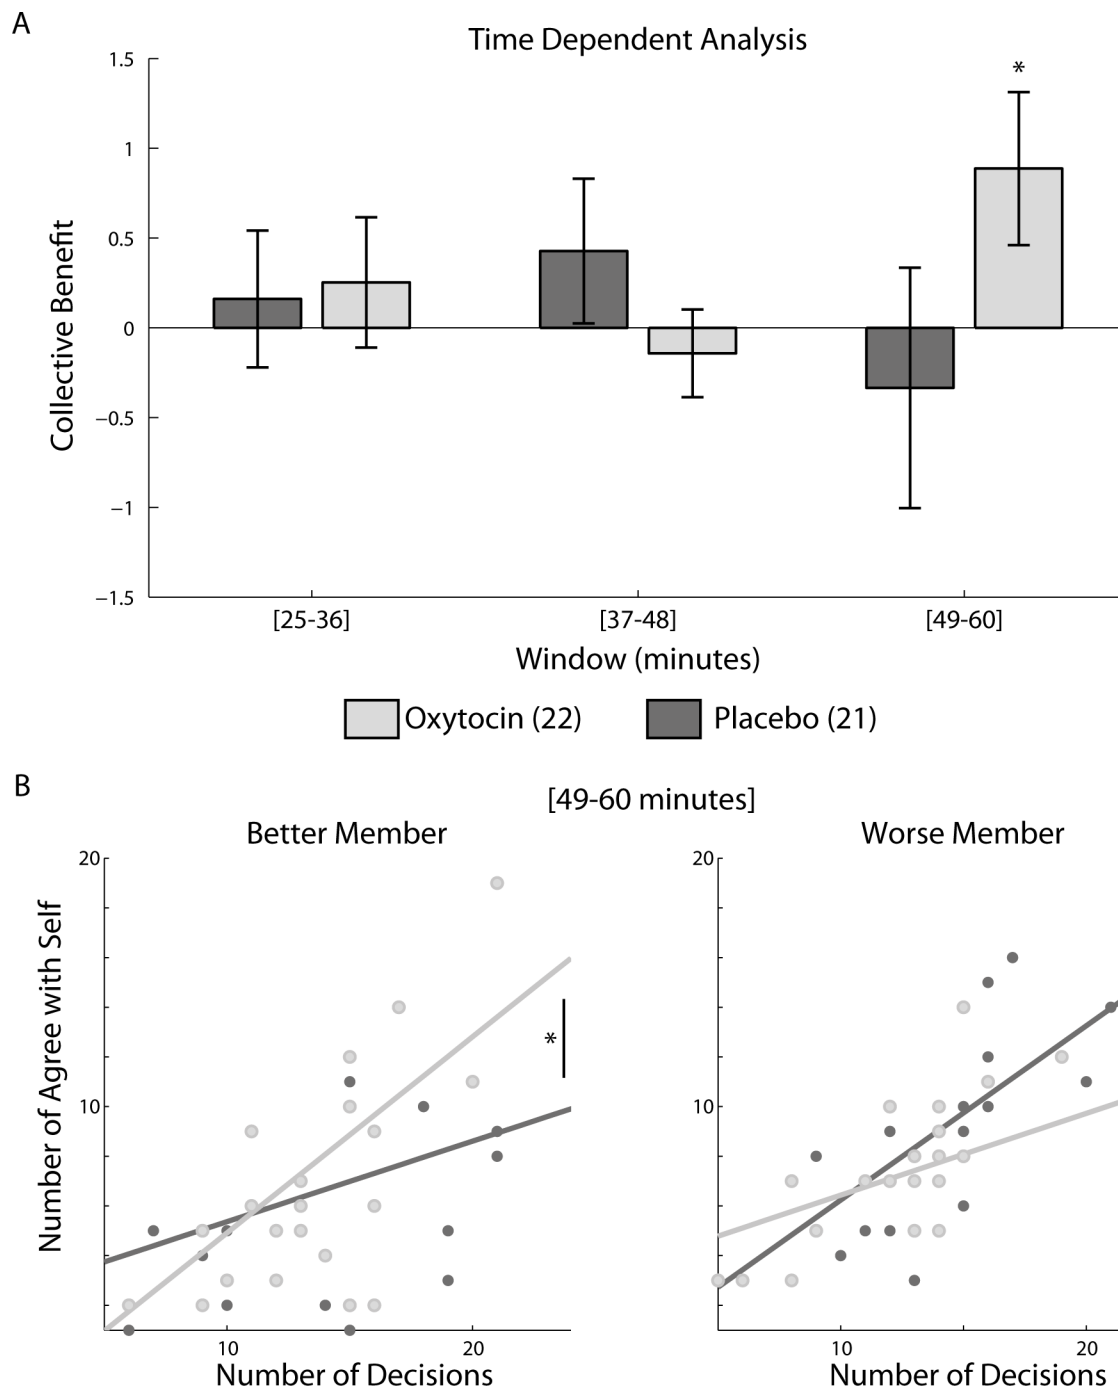 A
Time Dependent Analysis
*
1.5
1
0.5
0
−0.5
−1
−1.5
Collective Benefit
[25-36] [37-48] [49-60]
Window (minutes)
Oxytocin (22) Placebo (21)
B
[49-60 minutes]
Better Member Worse Member
20 20
*
10 10
Number of Agree with Self
10 20 10 20
Number of Decisions Number of Decisions